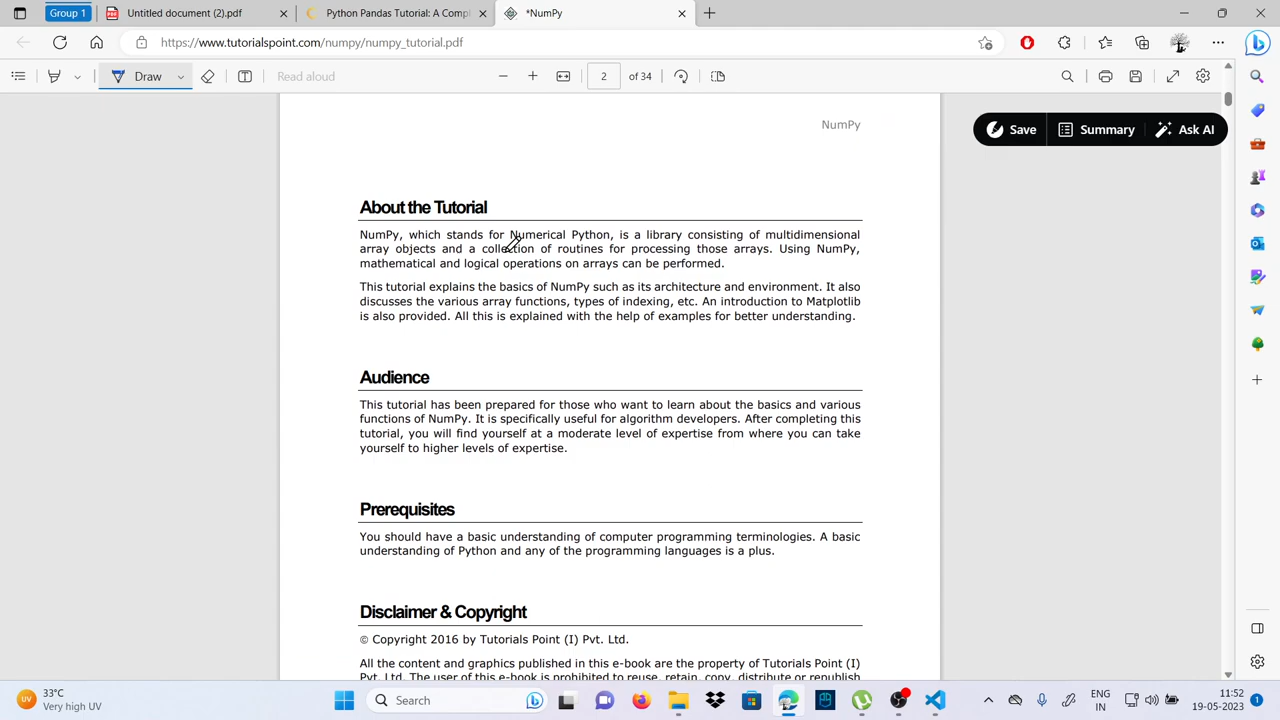 Group 1
Untitled document (2).pdf
Python Pandas Tutorial: A Compl
*NumPy
https://www.tutorialspoint.com/numpy/numpy_tutorial.pdf
Draw
Read aloud
2 of 34
NumPy
Save
Summary
Ask AI
About the Tutorial
NumPy, which stands for Numerical Python, is a library consisting of multidimensional
array objects and a collection of routines for processing those arrays. Using NumPy,
mathematical and logical operations on arrays can be performed.
This tutorial explains the basics of NumPy such as its architecture and environment. It also
discusses the various array functions, types of indexing, etc. An introduction to Matplotlib
is also provided. All this is explained with the help of examples for better understanding.
Audience
This tutorial has been prepared for those who want to learn about the basics and various
functions of NumPy. It is specifically useful for algorithm developers. After completing this
tutorial, you will find yourself at a moderate level of expertise from where you can take
yourself to higher levels of expertise.
Prerequisites
You should have a basic understanding of computer programming terminologies. A basic
understanding of Python and any of the programming languages is a plus.
Disclaimer & Copyright
© Copyright 2016 by Tutorials Point (I) Pvt. Ltd.
All the content and graphics published in this e-book are the property of Tutorials Point (I)
Pvt. Ltd. The user of this e-book is prohibited to reuse, retain, copy, distribute or republish
33°C
Very high UV
Search
ENG
IN
11:52
19-05-2023